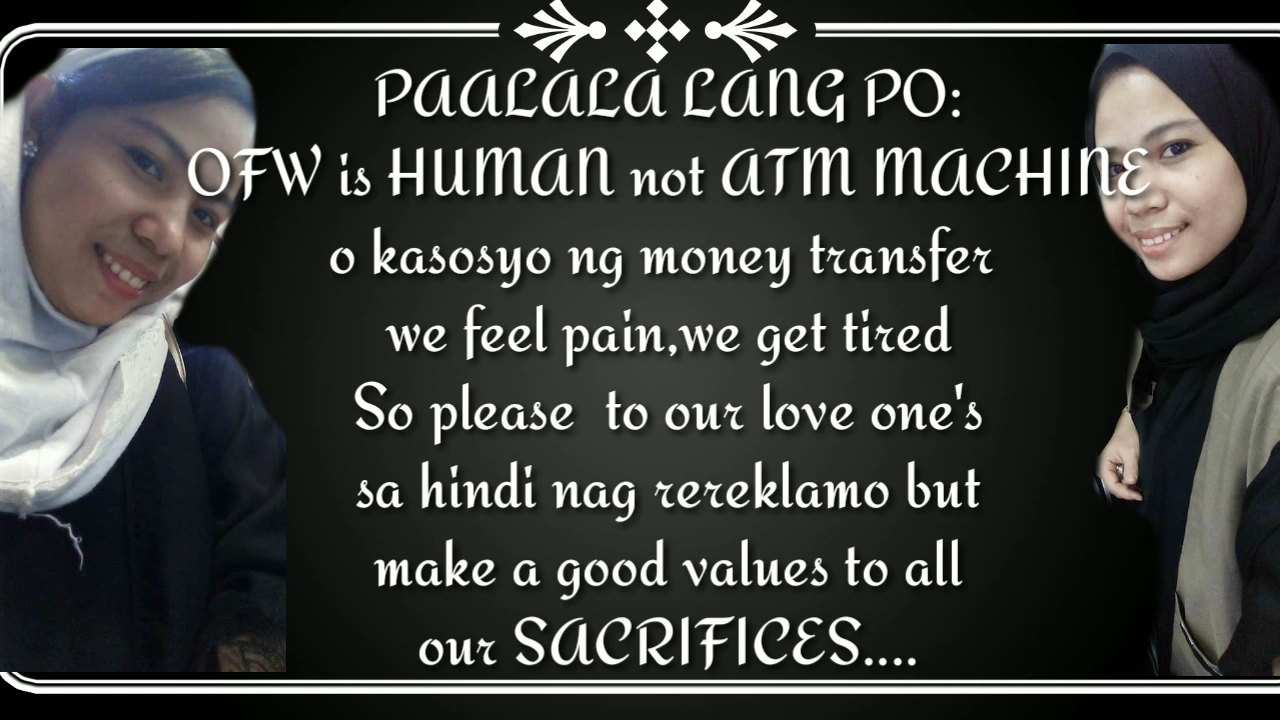 PAALALA LANG PO:
OFW is HUMAN not ATM MACHINE
o kasosyo ng money transfer
we feel pain,we get tired
So please to our love one's
sa hindi nag rereklamo but
make a good values to all
our SACRIFICES....